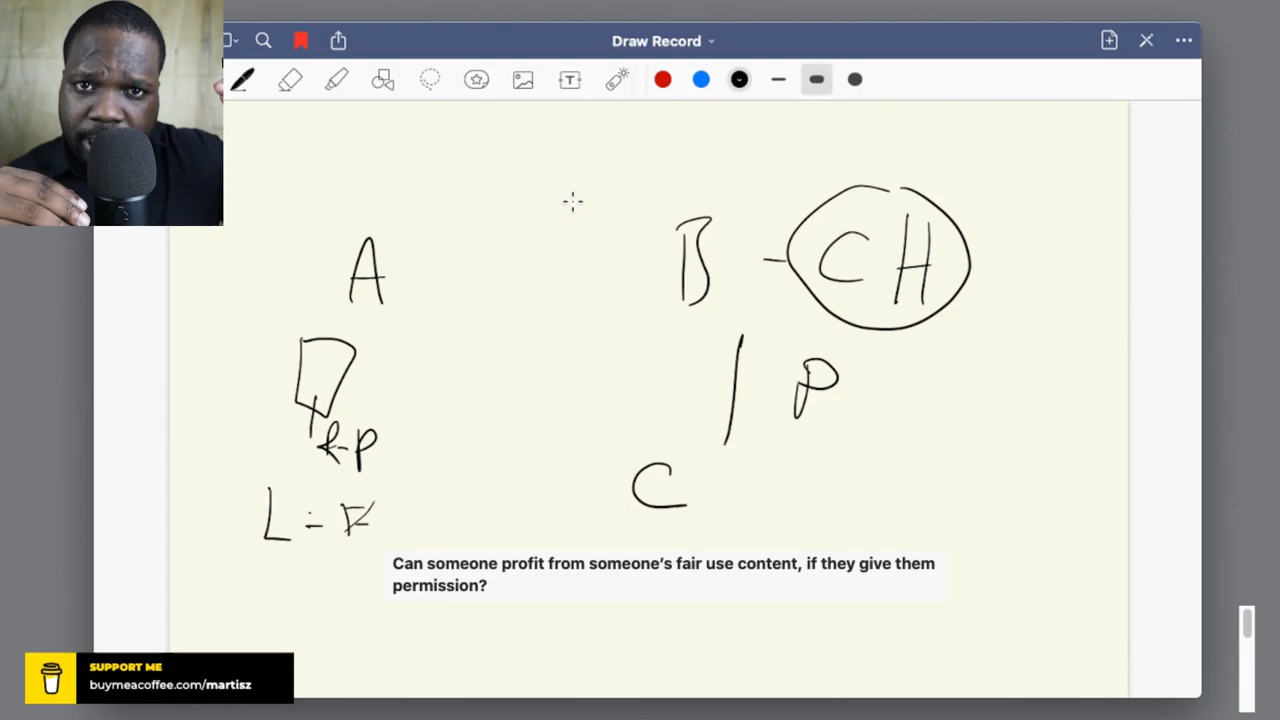 Draw Record
T
A
B - CH
P
R-P
C
L =
Can someone profit from someone's fair use content, if they give them
permission?
SUPPORT ME
buymeacoffee.com/martisz